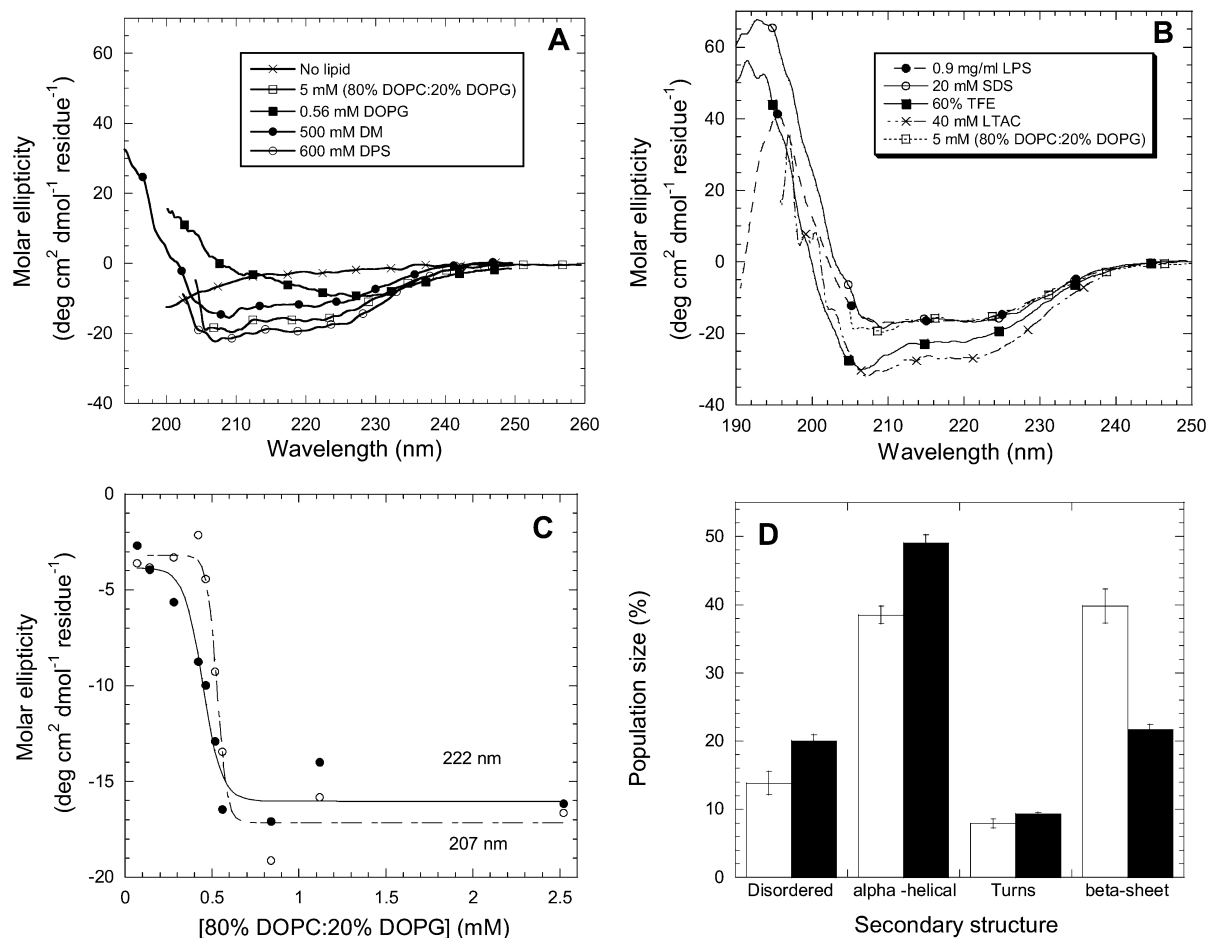 A
60
40
20
0
-20
-40
Molar ellipticity
(deg cm² dmol⁻¹ residue⁻¹)
No lipid
5 mM (80% DOPC:20% DOPG)
0.56 mM DOPG
500 mM DM
600 mM DPS
200 210 220 230 240 250 260
Wavelength (nm)
B
60
40
20
0
-20
-40
Molar ellipticity
(deg cm² dmol⁻¹ residue⁻¹)
0.9 mg/ml LPS
20 mM SDS
60% TFE
40 mM LTAC
5 mM (80% DOPC:20% DOPG)
190 200 210 220 230 240 250
Wavelength (nm)
C
0
-5
-10
-15
-20
Molar ellipticity
(deg cm² dmol⁻¹ residue⁻¹)
222 nm
207 nm
0 0.5 1 1.5 2 2.5
[80% DOPC:20% DOPG] (mM)
D
50
40
30
20
10
0
Population size (%)
Disordered alpha -helical Turns beta-sheet
Secondary structure